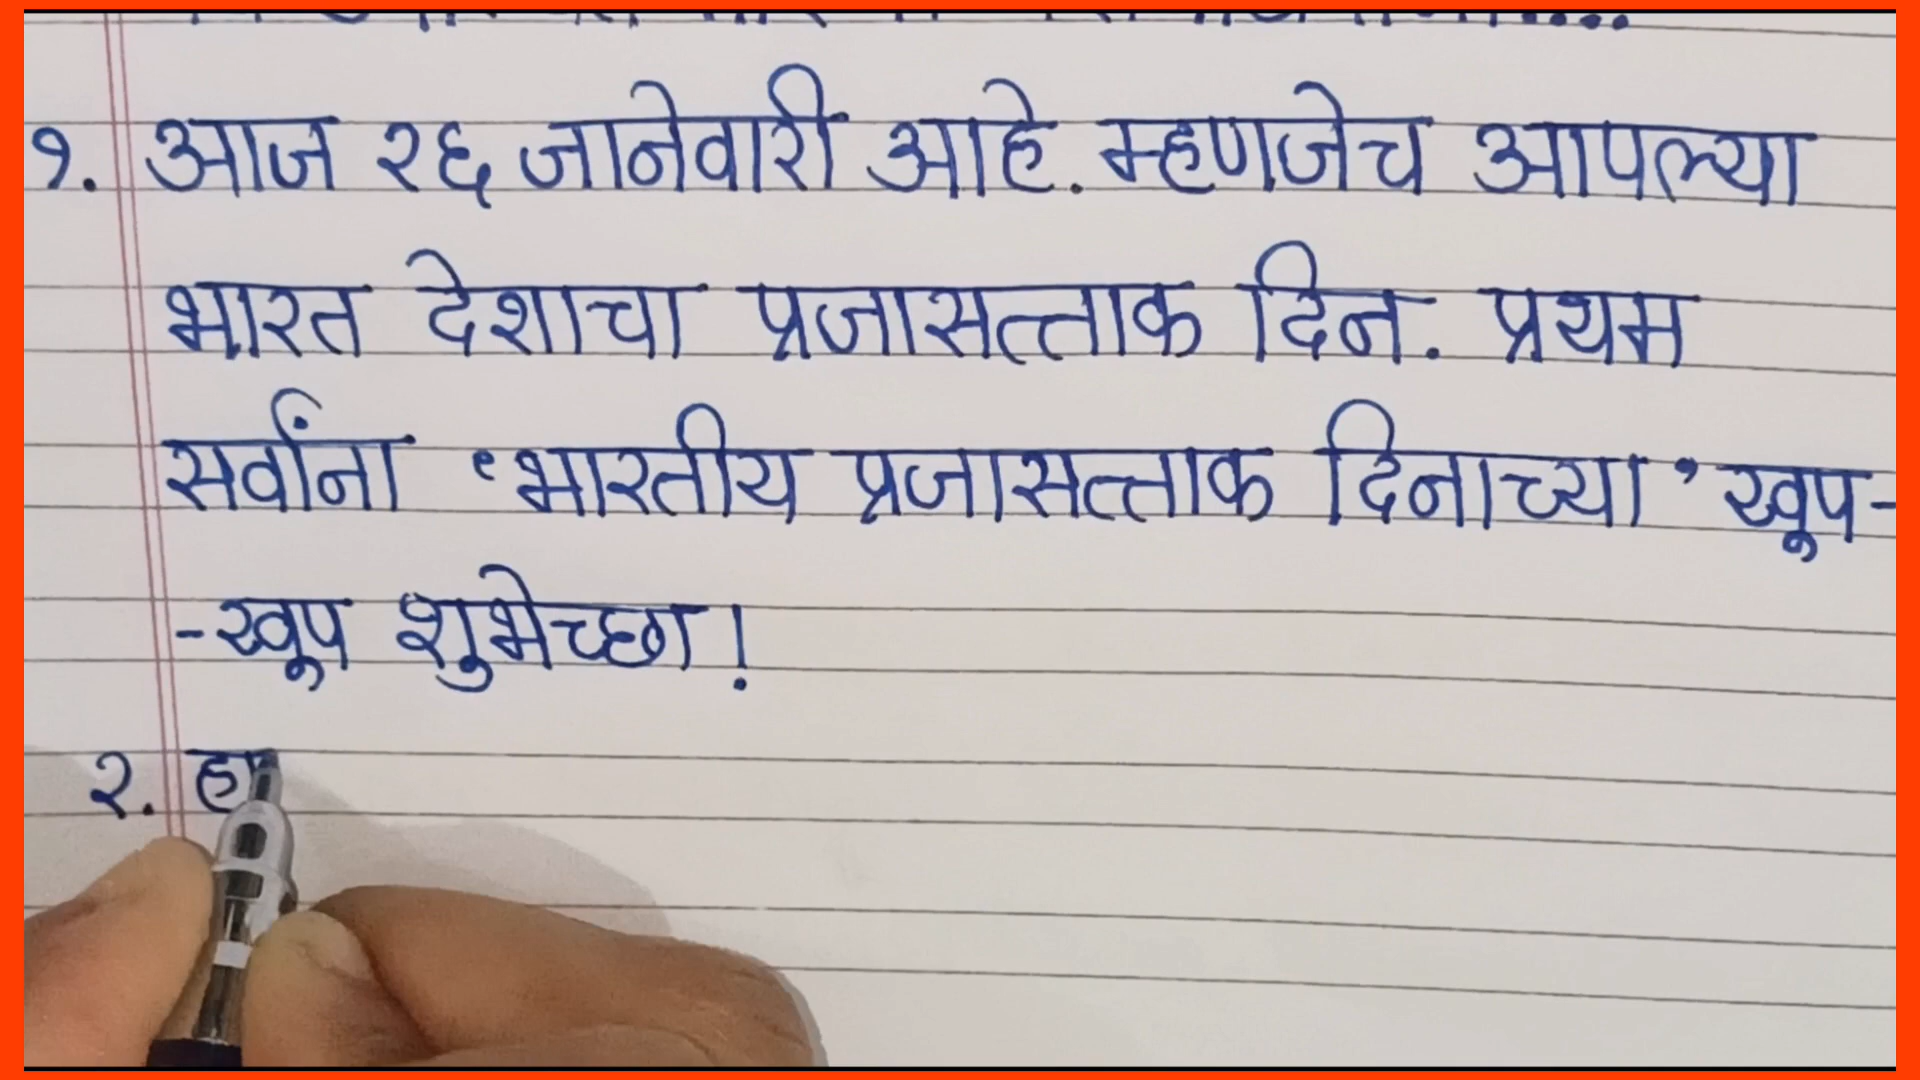 १. आज २६ जानेवारी आहे. म्हणजेच आपल्या
भारत देशाचा प्रजासत्ताक दिन. प्रथम
सर्वांना ‘भारतीय प्रजासत्ताक दिनाच्या’ खूप-
-खूप शुभेच्छा!
२. हा